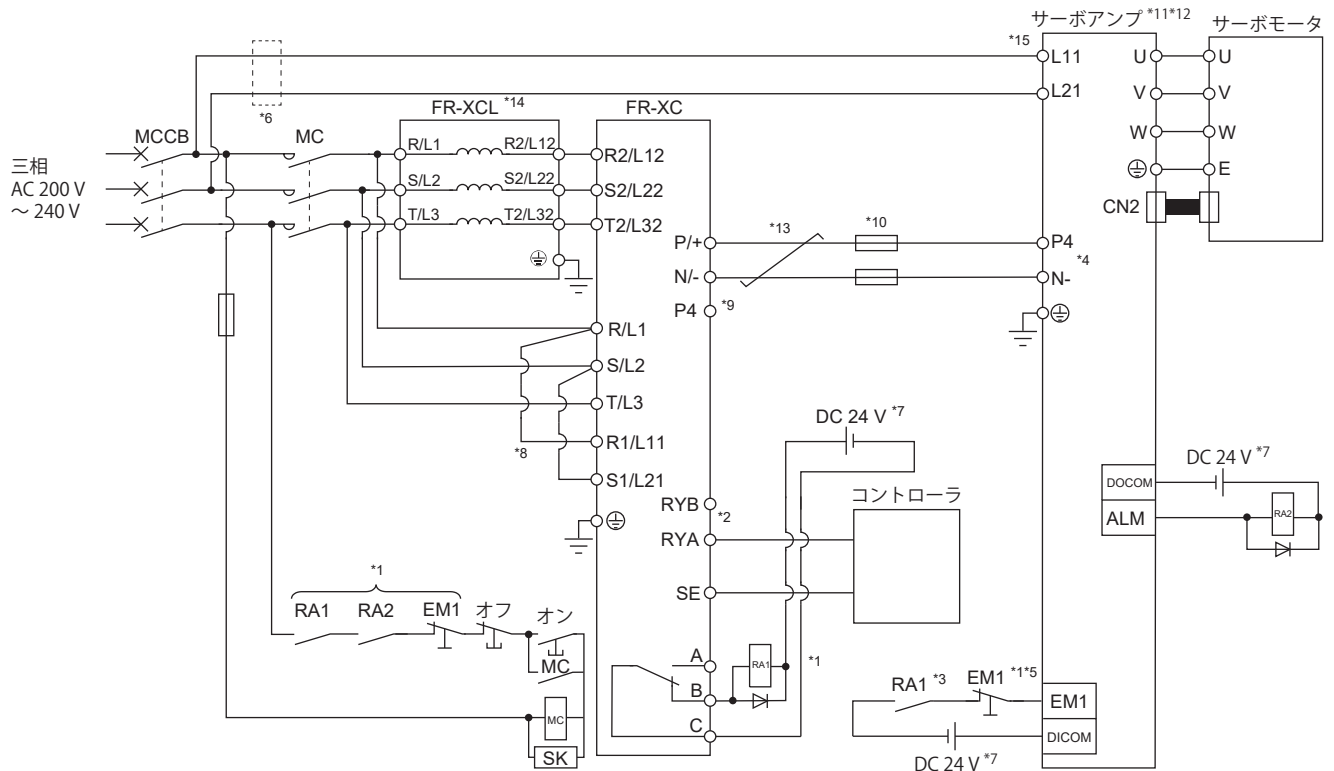 サーボアンプ *11*12
サーボモータ
*15
L11
U
U
L21
V
V
*6
FR-XCL *14
FR-XC
W
W
MCCB
MC
R/L1
R2/L12
R2/L12
三相
AC 200 V
～ 240 V
S/L2
S2/L22
S2/L22
E
T/L3
T2/L32
T2/L32
CN2
P/+
*13
*10
P4
*4
N/-
N-
P4 *9
R/L1
S/L2
T/L3
DC 24 V *7
*8
R1/L11
S1/L21
DC 24 V *7
コントローラ
DOCOM
RYB
*2
ALM
RA2
RYA
*1
SE
RA1
RA2
EM1
オフ
オン
MC
A
RA1
*1
B
RA1 *3
EM1 *1*5
EM1
MC
C
DICOM
SK
DC 24 V *7